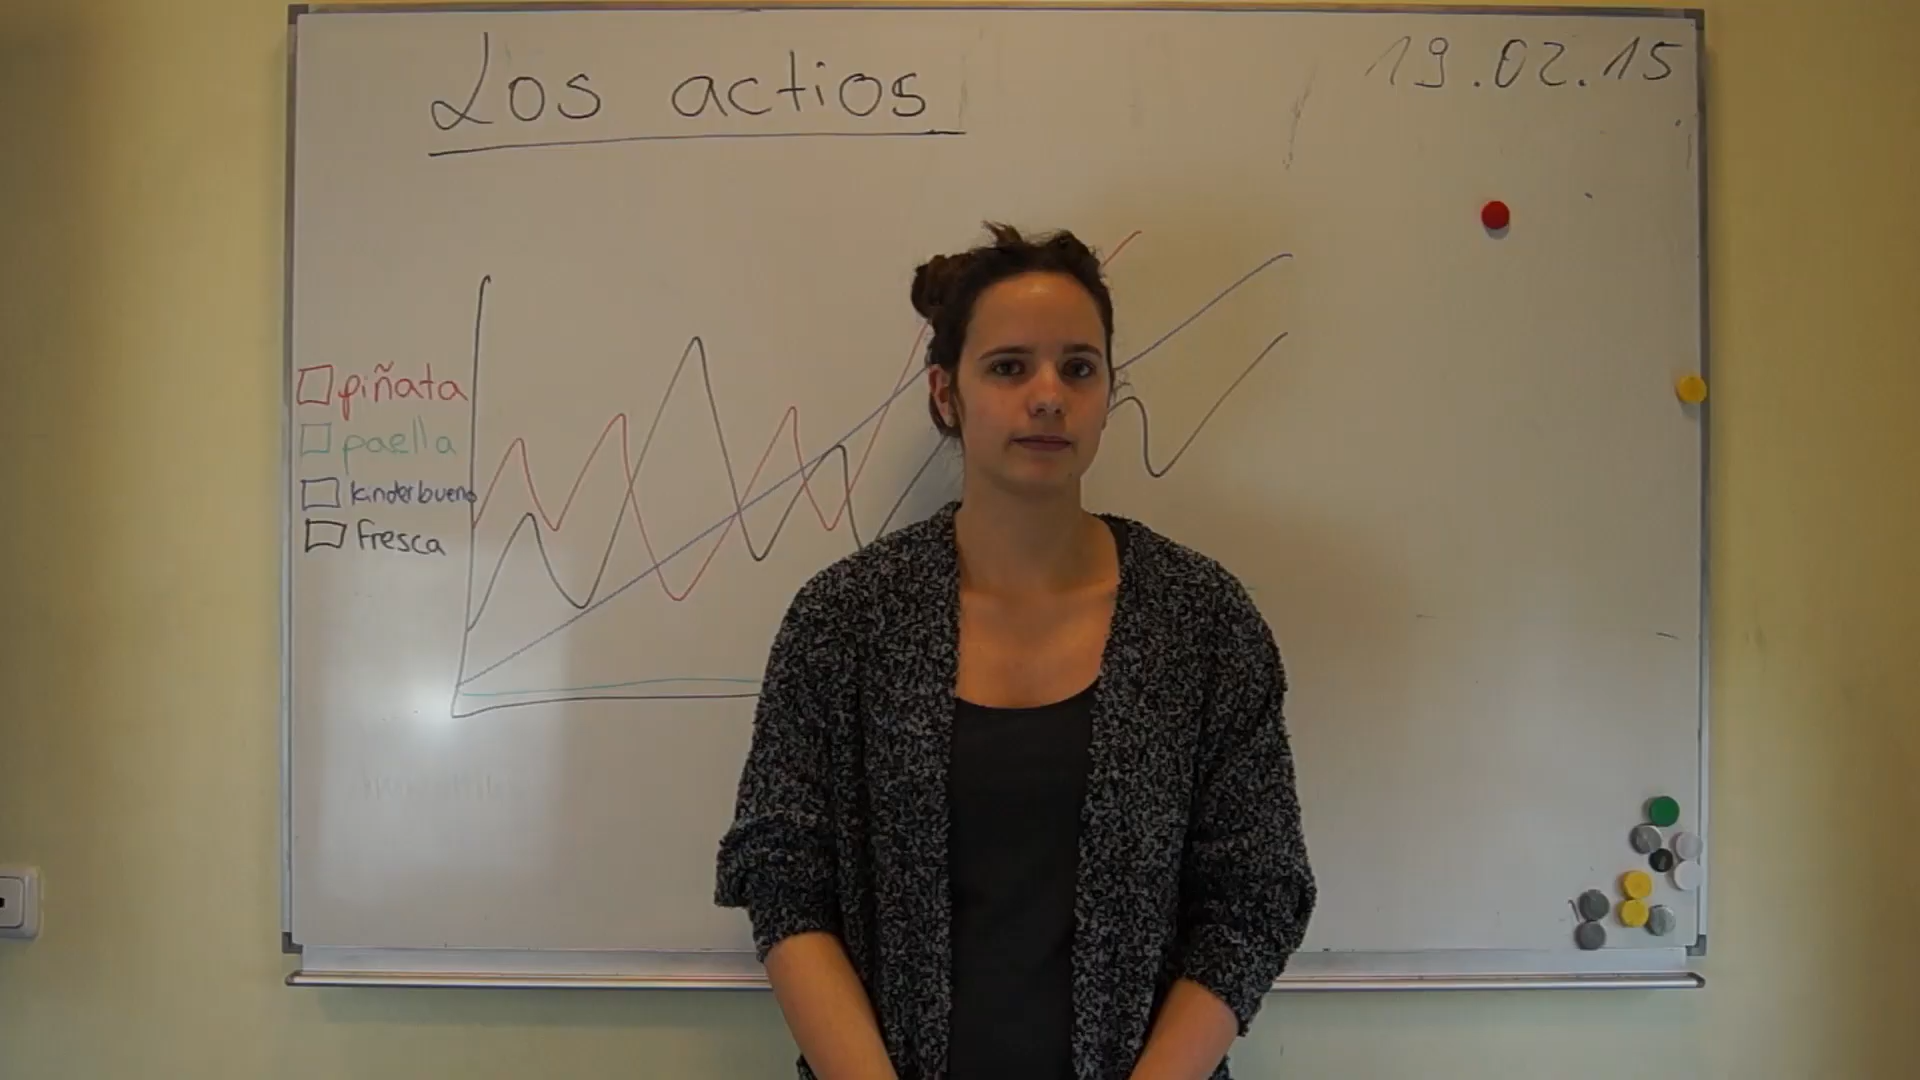 Los actios
19.02.15
piñata
paella
kinderbueno
fresca